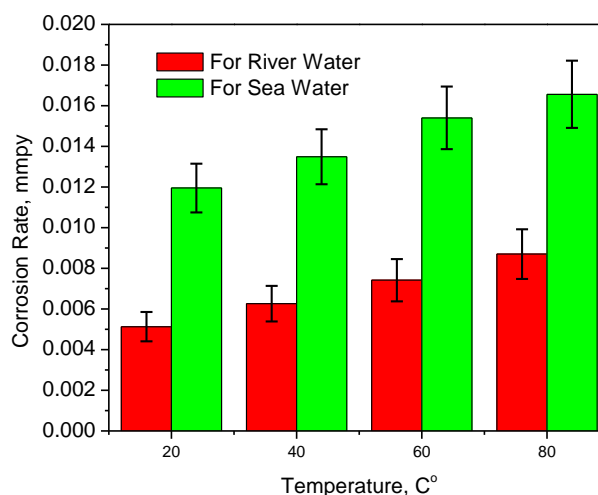 0.020
0.018
0.016
0.014
0.012
0.010
0.008
0.006
0.004
0.002
0.000
Corrosion Rate, mmpy
For River Water
For Sea Water
20 40 60 80
Temperature, Cᵒ